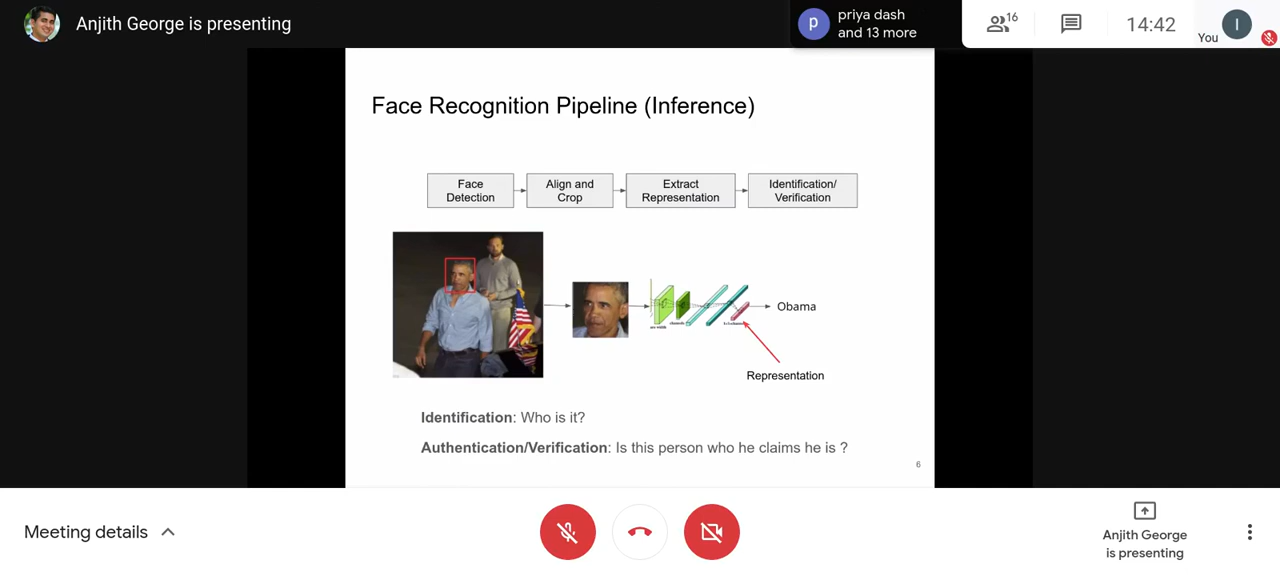 Anjith George is presenting
p
priya dash
and 13 more
16
14:42
You
I
Face Recognition Pipeline (Inference)
Face
Detection
Align and
Crop
Extract
Representation
Identification/
Verification
Obama
Representation
Identification: Who is it?
Authentication/Verification: Is this person who he claims he is ?
6
Meeting details
Anjith George
is presenting